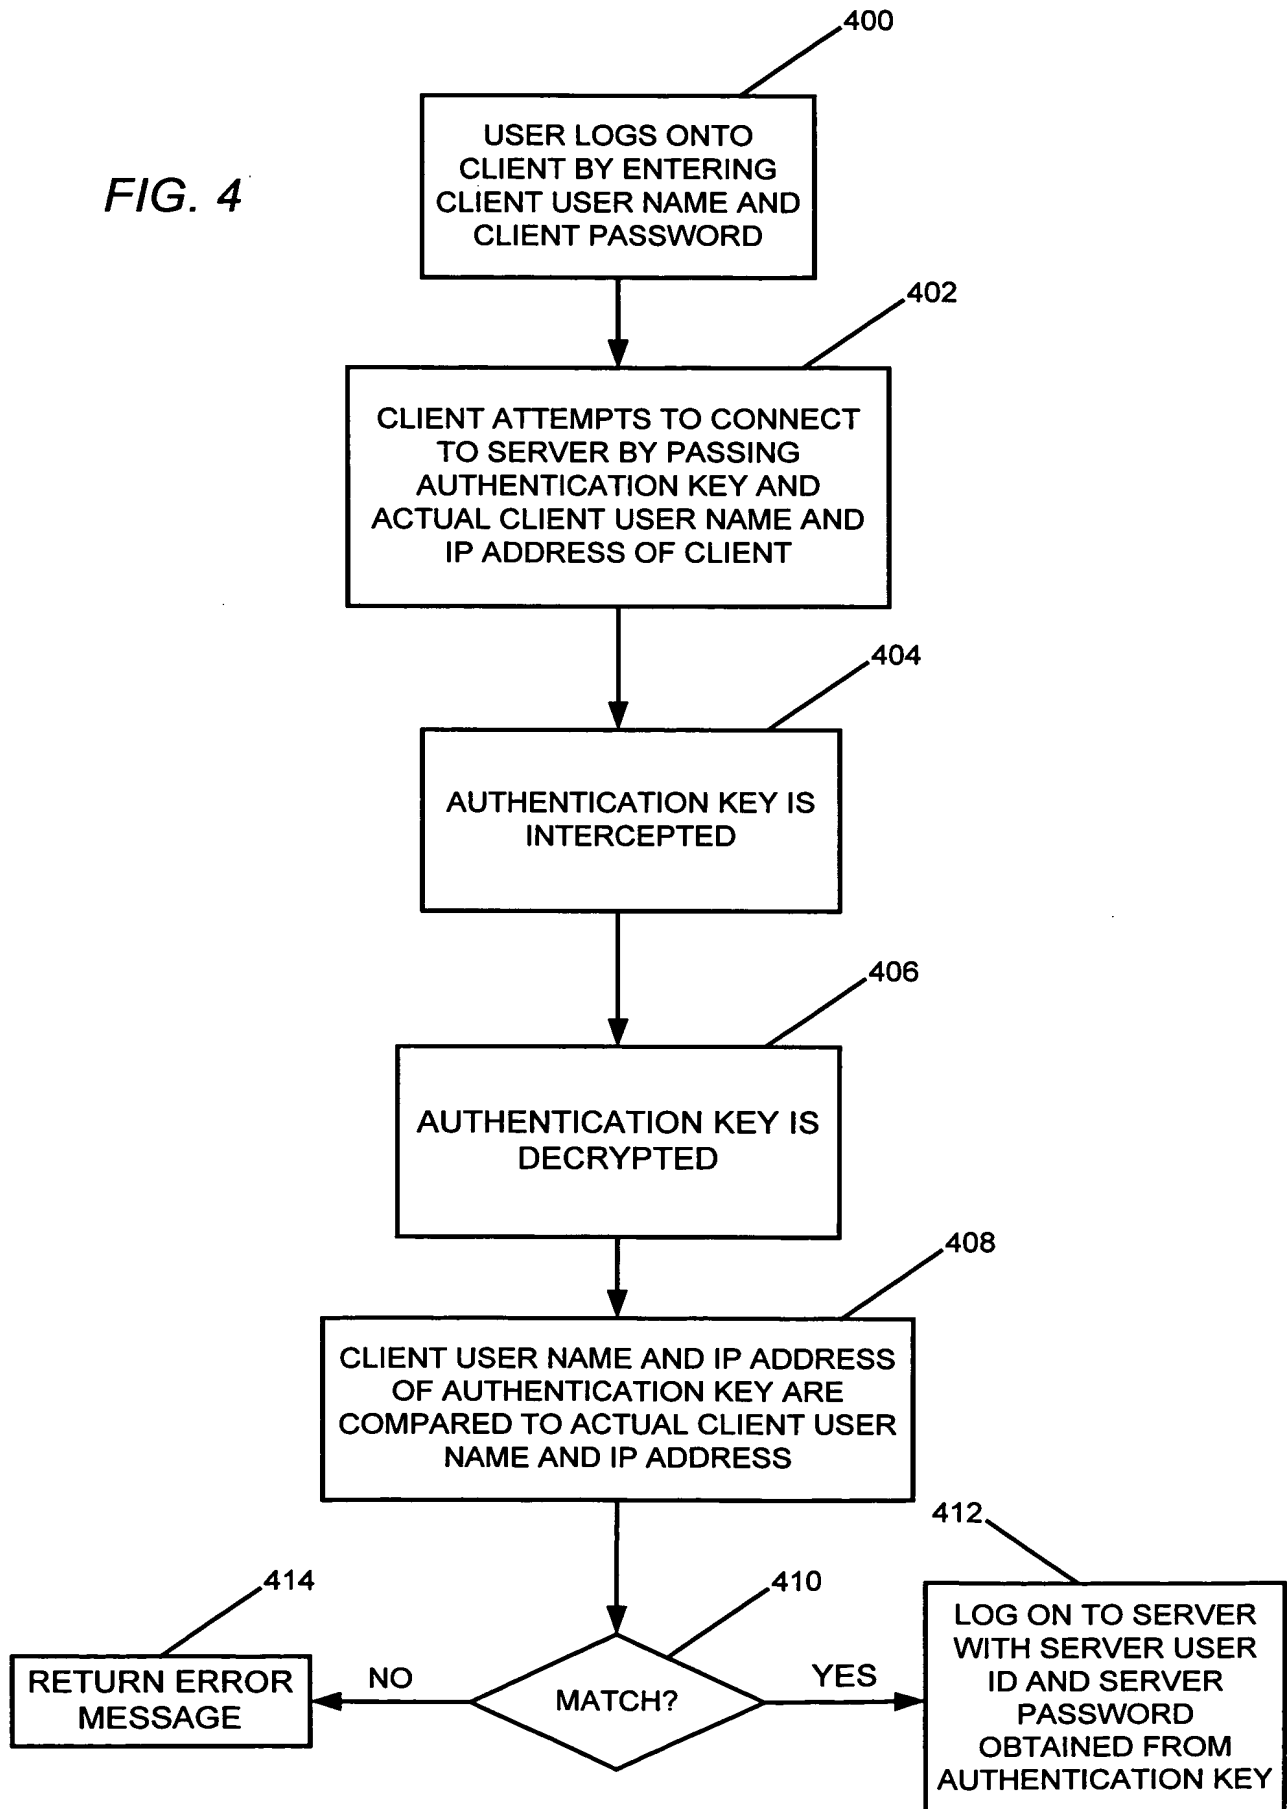 400
USER LOGS ONTO
CLIENT BY ENTERING
CLIENT USER NAME AND
CLIENT PASSWORD
FIG. 4
402
CLIENT ATTEMPTS TO CONNECT
TO SERVER BY PASSING
AUTHENTICATION KEY AND
ACTUAL CLIENT USER NAME AND
IP ADDRESS OF CLIENT
404
AUTHENTICATION KEY IS
INTERCEPTED
406
AUTHENTICATION KEY IS
DECRYPTED
408
CLIENT USER NAME AND IP ADDRESS
OF AUTHENTICATION KEY ARE
COMPARED TO ACTUAL CLIENT USER
NAME AND IP ADDRESS
410
MATCH?
NO
414
RETURN ERROR
MESSAGE
YES
412
LOG ON TO SERVER
WITH SERVER USER
ID AND SERVER
PASSWORD
OBTAINED FROM
AUTHENTICATION KEY